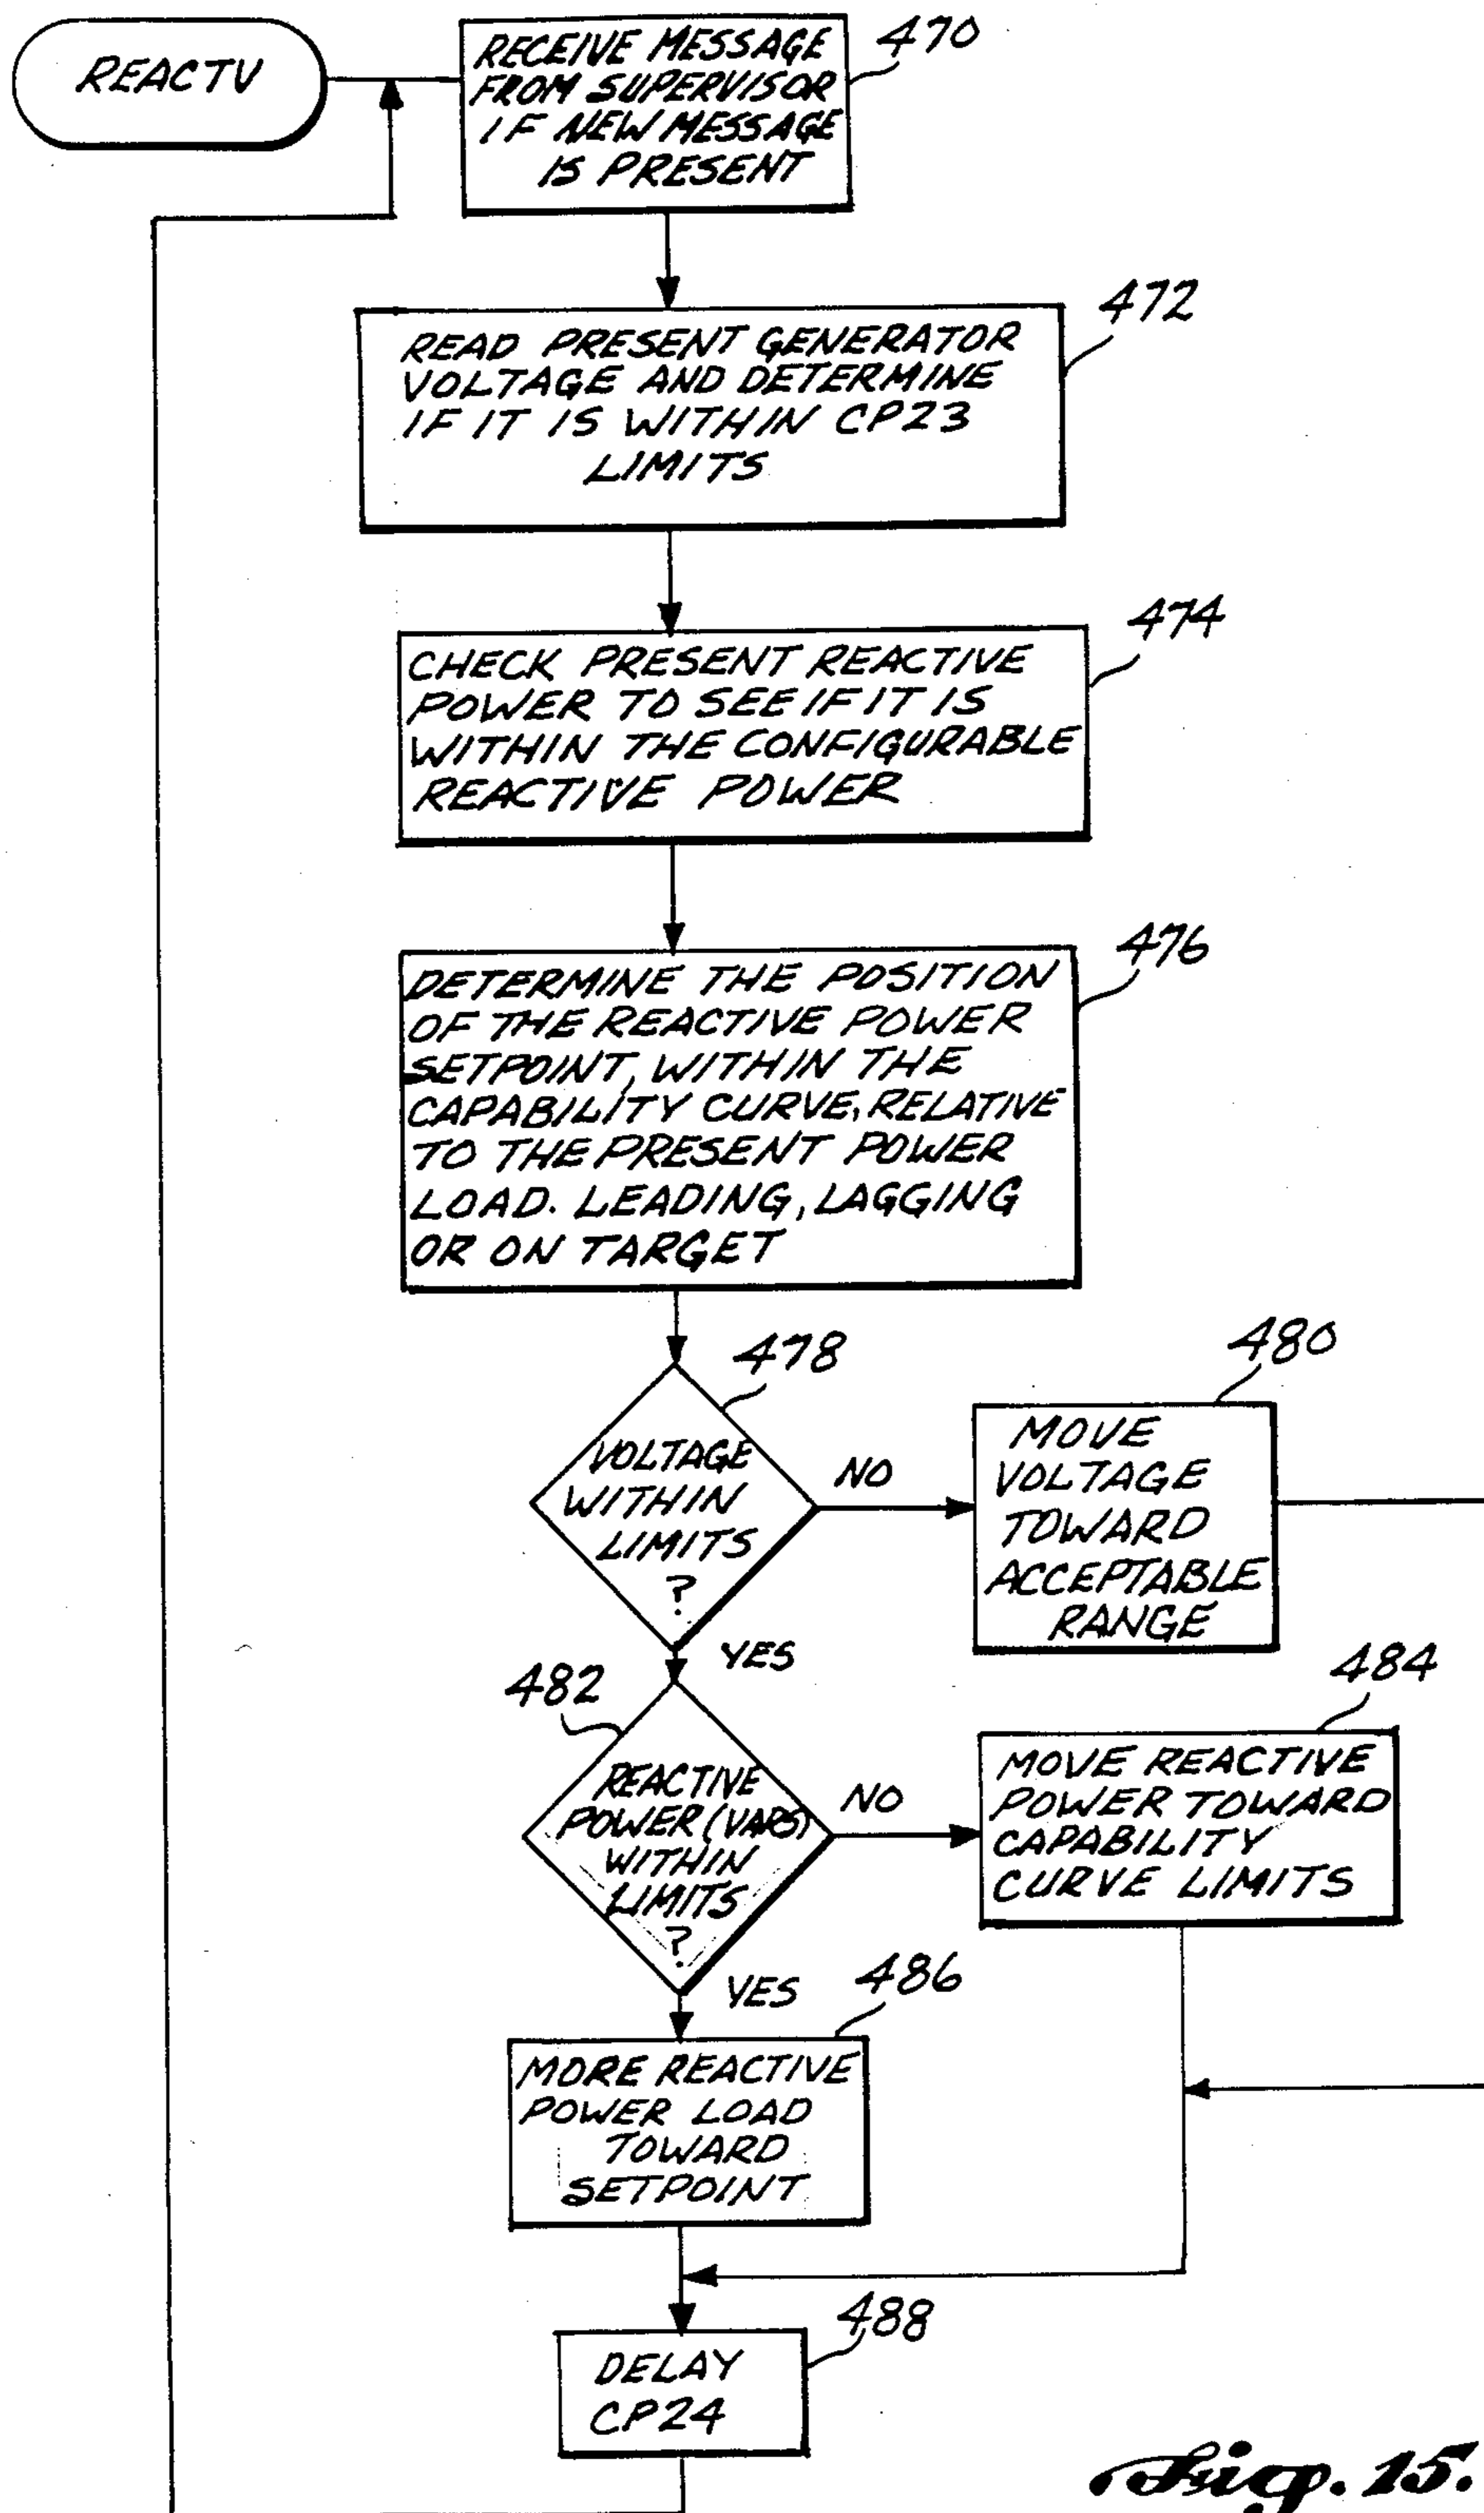 REACTV
RECEIVE MESSAGE
FROM SUPERVISOR
IF NEW MESSAGE
IS PRESENT
470
READ PRESENT GENERATOR
VOLTAGE AND DETERMINE
IF IT IS WITHIN CP23
LIMITS
472
CHECK PRESENT REACTIVE
POWER TO SEE IF IT IS
WITHIN THE CONFIGURABLE
REACTIVE POWER
474
DETERMINE THE POSITION
OF THE REACTIVE POWER
SETPOINT, WITHIN THE
CAPABILITY CURVE, RELATIVE
TO THE PRESENT POWER
LOAD. LEADING, LAGGING
OR ON TARGET
476
VOLTAGE
WITHIN
LIMITS
?
478
NO
MOVE
VOLTAGE
TOWARD
ACCEPTABLE
RANGE
480
YES
REACTIVE
POWER (VARS)
WITHIN
LIMITS
?
482
NO
MOVE REACTIVE
POWER TOWARD
CAPABILITY
CURVE LIMITS
484
YES
MORE REACTIVE
POWER LOAD
TOWARD
SETPOINT
486
DELAY
CP24
488
Fig. 15.